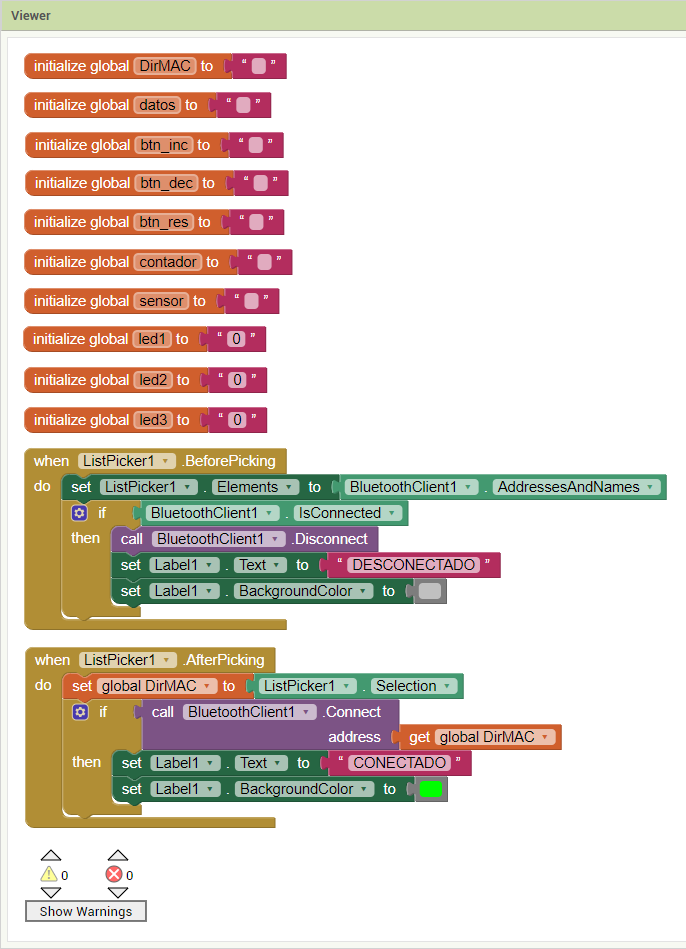 Viewer
initialize global DirMAC to “ ”
initialize global datos to “ ”
initialize global btn_inc to “ ”
initialize global btn_dec to “ ”
initialize global btn_res to “ ”
initialize global contador to “ ”
initialize global sensor to “ ”
initialize global led1 to “ 0 ”
initialize global led2 to “ 0 ”
initialize global led3 to “ 0 ”
when ListPicker1 .BeforePicking
do set ListPicker1 . Elements to BluetoothClient1 . AddressesAndNames
if BluetoothClient1 . IsConnected
then call BluetoothClient1 .Disconnect
set Label1 . Text to “ DESCONECTADO ”
set Label1 . BackgroundColor to
when ListPicker1 .AfterPicking
do set global DirMAC to ListPicker1 . Selection
if call BluetoothClient1 .Connect
address get global DirMAC
then set Label1 . Text to “ CONECTADO ”
set Label1 . BackgroundColor to
0 0
Show Warnings